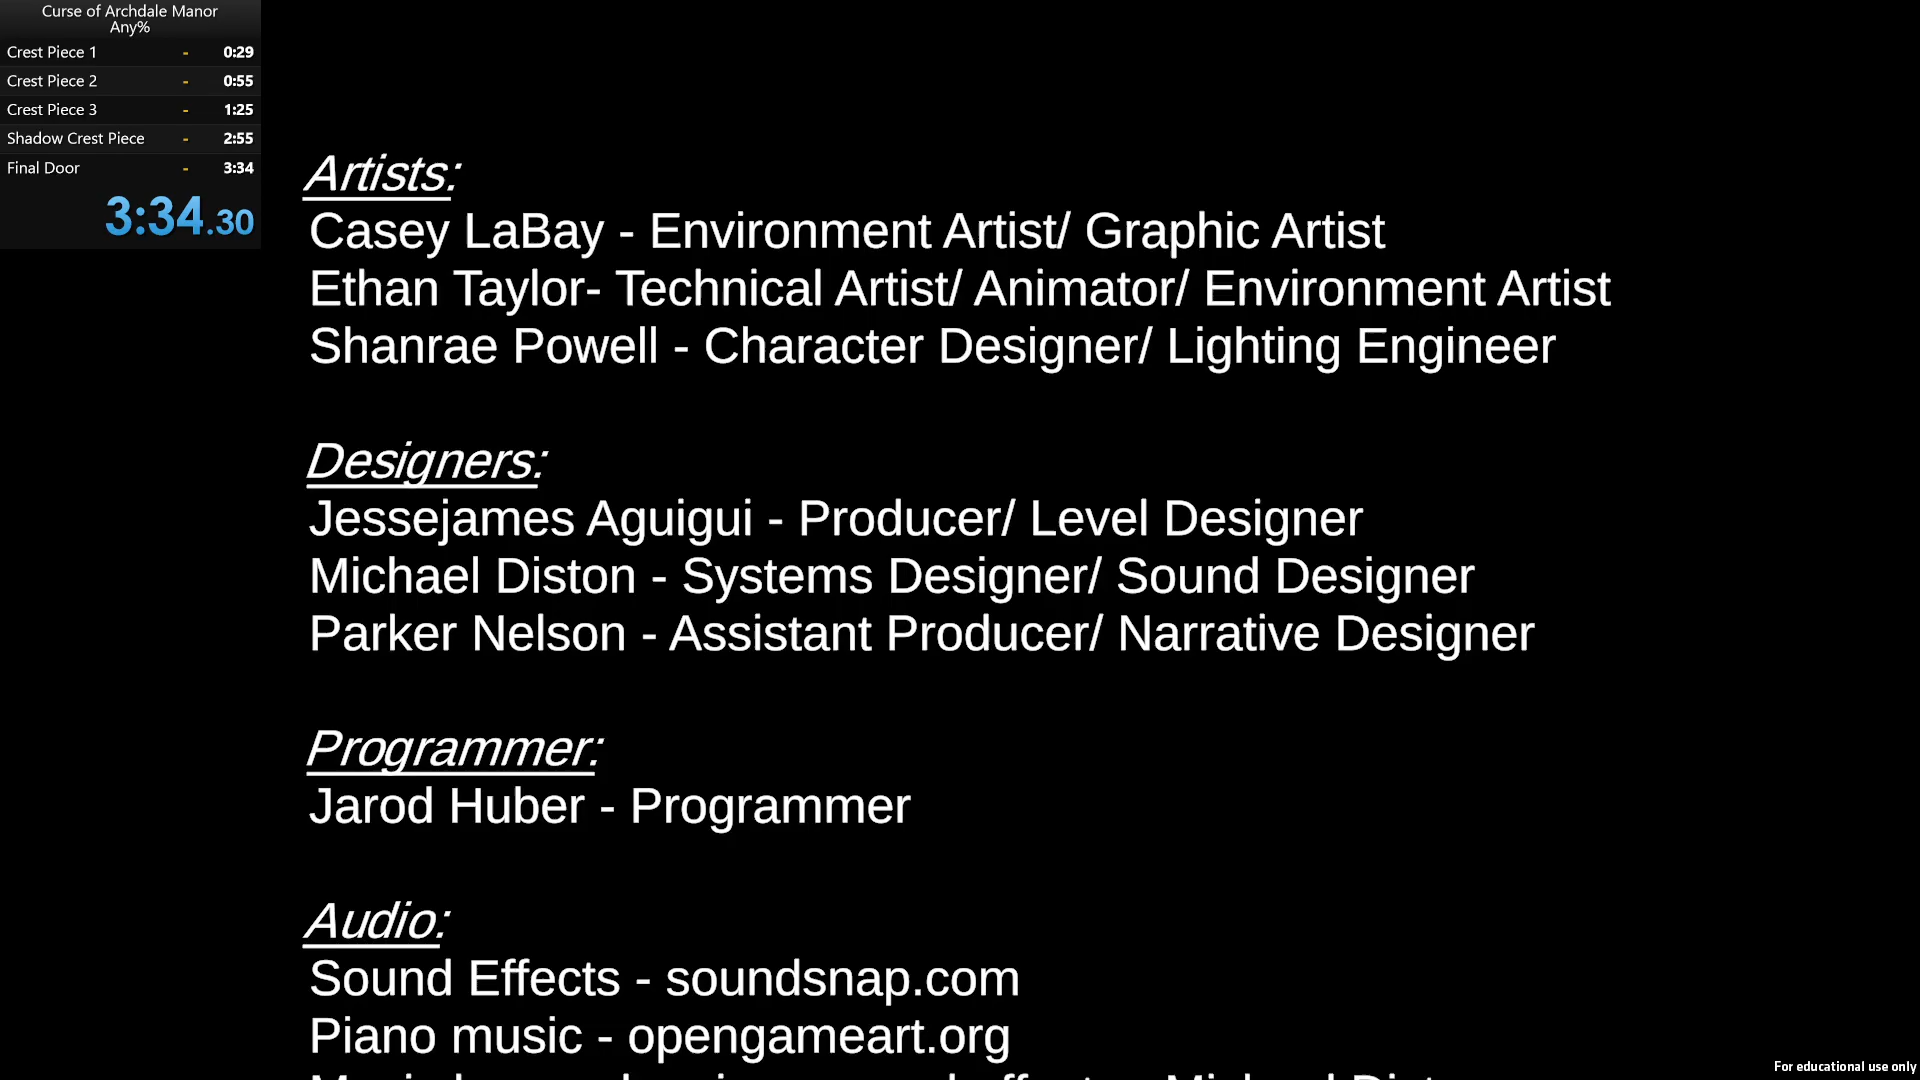 Curse of Archdale Manor
Any%
Crest Piece 1 - 0:29
Crest Piece 2 - 0:55
Crest Piece 3 - 1:25
Shadow Crest Piece - 2:55
Final Door - 3:34
3:34.30
Artists:
Casey LaBay - Environment Artist/ Graphic Artist
Ethan Taylor- Technical Artist/ Animator/ Environment Artist
Shanrae Powell - Character Designer/ Lighting Engineer
Designers:
Jessejames Aguigui - Producer/ Level Designer
Michael Diston - Systems Designer/ Sound Designer
Parker Nelson - Assistant Producer/ Narrative Designer
Programmer:
Jarod Huber - Programmer
Audio:
Sound Effects - soundsnap.com
Piano music - opengameart.org
For educational use only